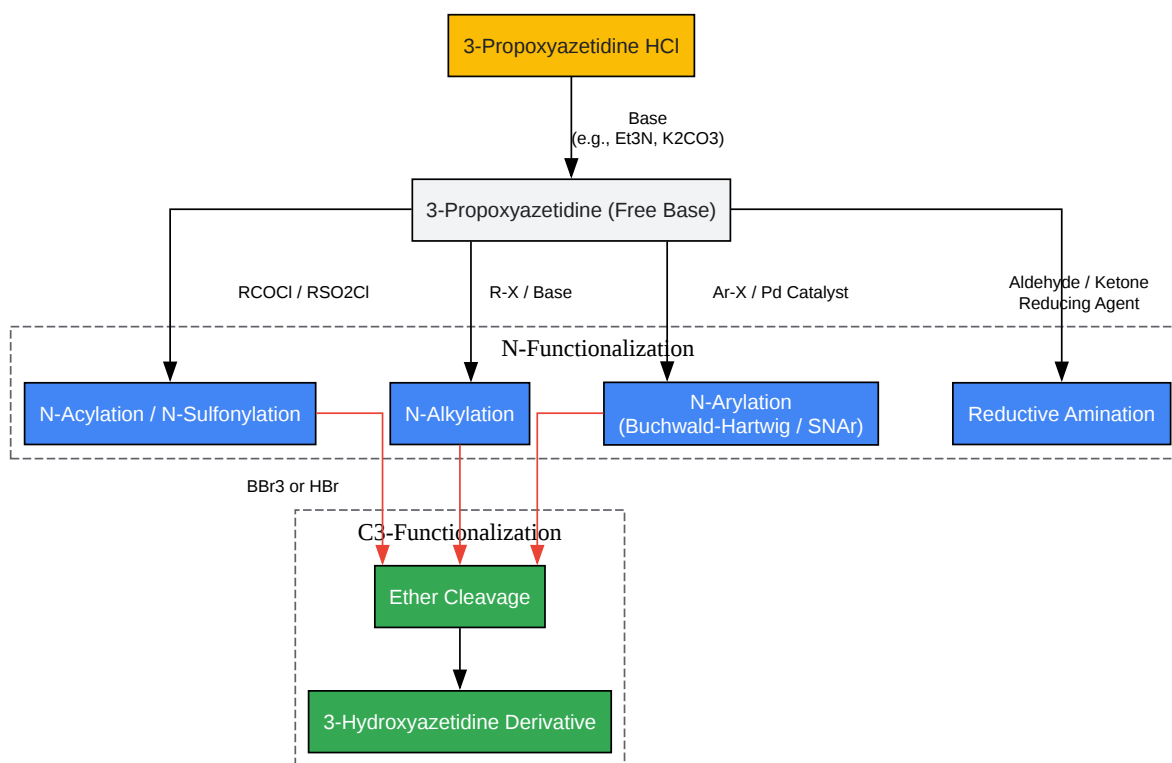 3-Propoxyazetidine HCl
Base
(e.g., Et3N, K2CO3)
3-Propoxyazetidine (Free Base)
RCOCl / RSO2Cl
R-X / Base
Ar-X / Pd Catalyst
Aldehyde / Ketone
Reducing Agent
N-Functionalization
N-Acylation / N-Sulfonylation
N-Alkylation
N-Arylation
(Buchwald-Hartwig / SNAr)
Reductive Amination
BBr3 or HBr
C3-Functionalization
Ether Cleavage
3-Hydroxyazetidine Derivative